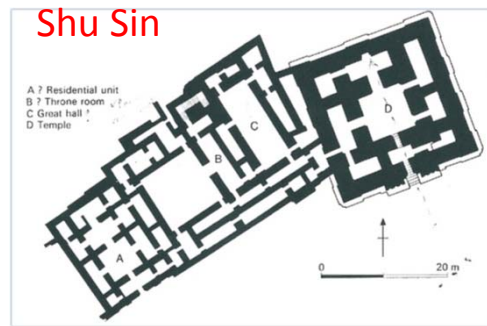 Shu Sin
A ? Residential unit
B ? Throne room
C Great hall ?
D Temple
C
D
B
A
0 20 m